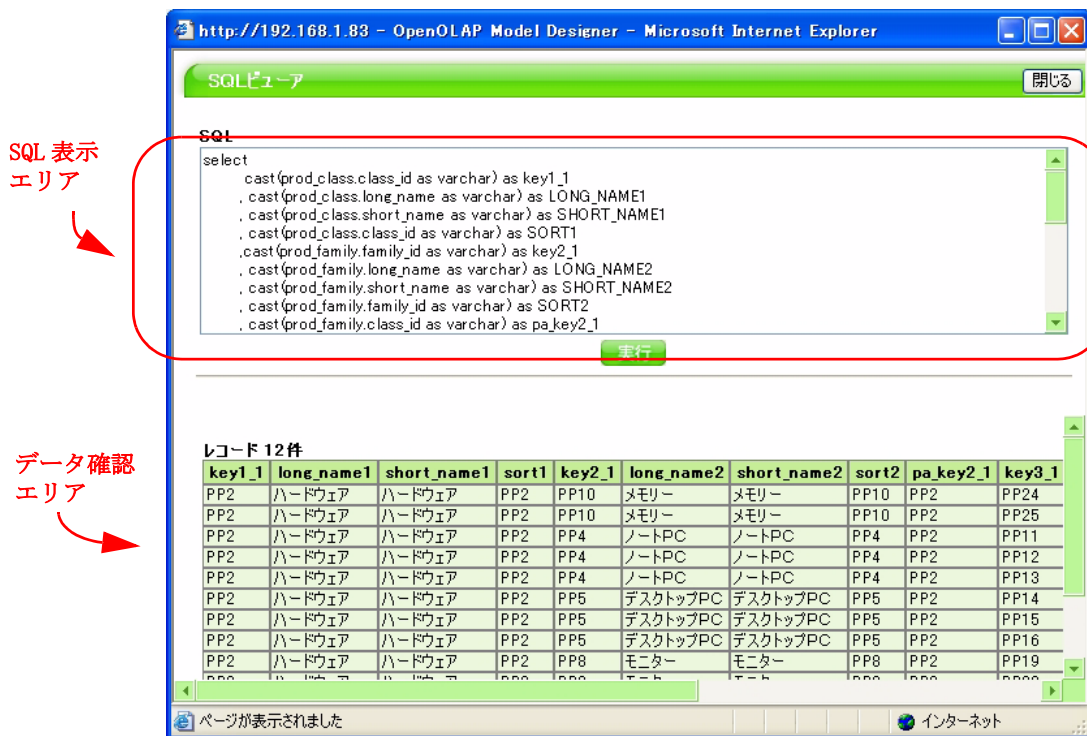 http://192.168.1.83 - OpenOLAP Model Designer - Microsoft Internet Explorer
SQLビューア
閉じる
SQL 表示
エリア
SQL
select
cast(prod_class.class_id as varchar) as key1_1
, cast(prod_class.long_name as varchar) as LONG_NAME1
, cast(prod_class.short_name as varchar) as SHORT_NAME1
, cast(prod_class.class_id as varchar) as SORT1
,cast(prod_family.family_id as varchar) as key2_1
, cast(prod_family.long_name as varchar) as LONG_NAME2
, cast(prod_family.short_name as varchar) as SHORT_NAME2
, cast(prod_family.family_id as varchar) as SORT2
, cast(prod_family.class_id as varchar) as pa_key2_1
実行
データ確認
エリア
レコード 12件
key1_1 long_name1 short_name1 sort1 key2_1 long_name2 short_name2 sort2 pa_key2_1 key3_1
PP2 ハードウェア ハードウェア PP2 PP10 メモリー メモリー PP10 PP2 PP24
PP2 ハードウェア ハードウェア PP2 PP10 メモリー メモリー PP10 PP2 PP25
PP2 ハードウェア ハードウェア PP2 PP4 ノートPC ノートPC PP4 PP2 PP11
PP2 ハードウェア ハードウェア PP2 PP4 ノートPC ノートPC PP4 PP2 PP12
PP2 ハードウェア ハードウェア PP2 PP4 ノートPC ノートPC PP4 PP2 PP13
PP2 ハードウェア ハードウェア PP2 PP5 デスクトップPC デスクトップPC PP5 PP2 PP14
PP2 ハードウェア ハードウェア PP2 PP5 デスクトップPC デスクトップPC PP5 PP2 PP15
PP2 ハードウェア ハードウェア PP2 PP5 デスクトップPC デスクトップPC PP5 PP2 PP16
PP2 ハードウェア ハードウェア PP2 PP8 モニター モニター PP8 PP2 PP19
ページが表示されました
インターネット